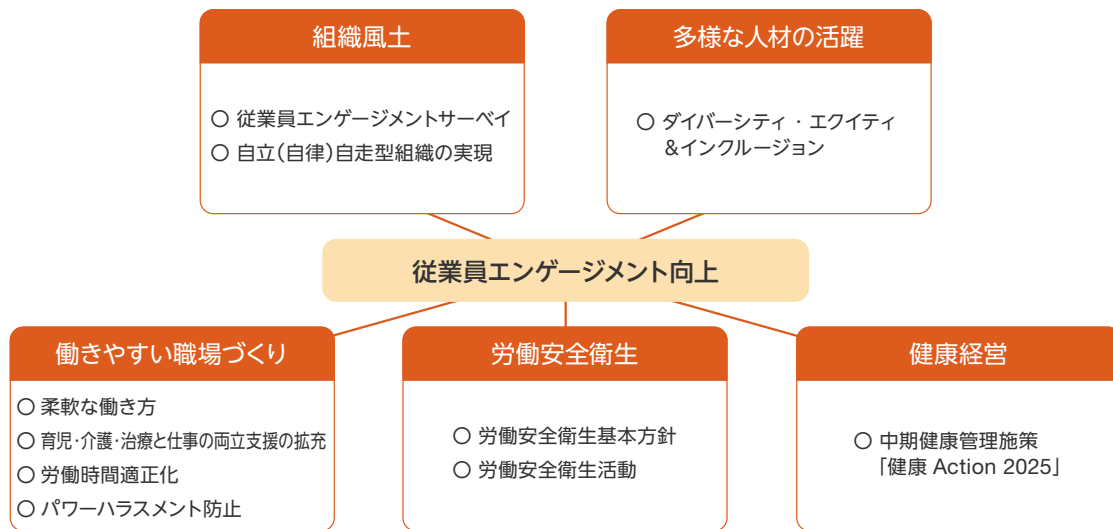 組織風土
○ 従業員エンゲージメントサーベイ
○ 自立(自律)自走型組織の実現
多様な人材の活躍
○ ダイバーシティ・エクイティ
&インクルージョン
従業員エンゲージメント向上
働きやすい職場づくり
○ 柔軟な働き方
○ 育児・介護・治療と仕事の両立支援の拡充
○ 労働時間適正化
○ パワーハラスメント防止
労働安全衛生
○ 労働安全衛生基本方針
○ 労働安全衛生活動
健康経営
○ 中期健康管理施策
「健康 Action 2025」